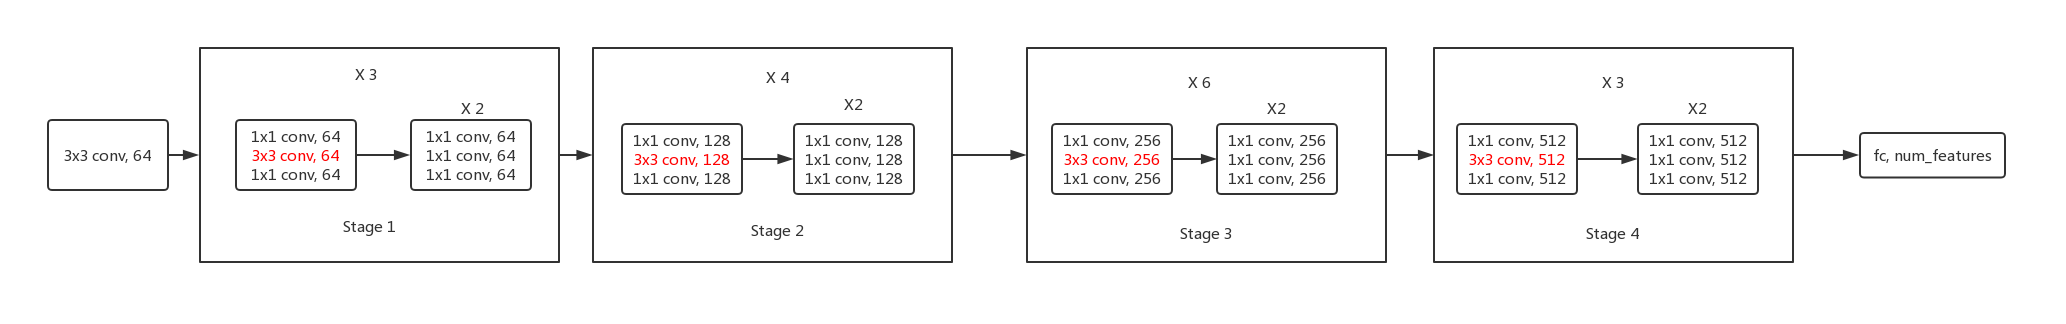 3x3 conv, 64
X 3
X 2
1x1 conv, 64
3x3 conv, 64
1x1 conv, 64
1x1 conv, 64
1x1 conv, 64
1x1 conv, 64
Stage 1
X 4
X2
1x1 conv, 128
3x3 conv, 128
1x1 conv, 128
1x1 conv, 128
1x1 conv, 128
1x1 conv, 128
Stage 2
X 6
X2
1x1 conv, 256
3x3 conv, 256
1x1 conv, 256
1x1 conv, 256
1x1 conv, 256
1x1 conv, 256
Stage 3
X 3
X2
1x1 conv, 512
3x3 conv, 512
1x1 conv, 512
1x1 conv, 512
1x1 conv, 512
1x1 conv, 512
Stage 4
fc, num_features